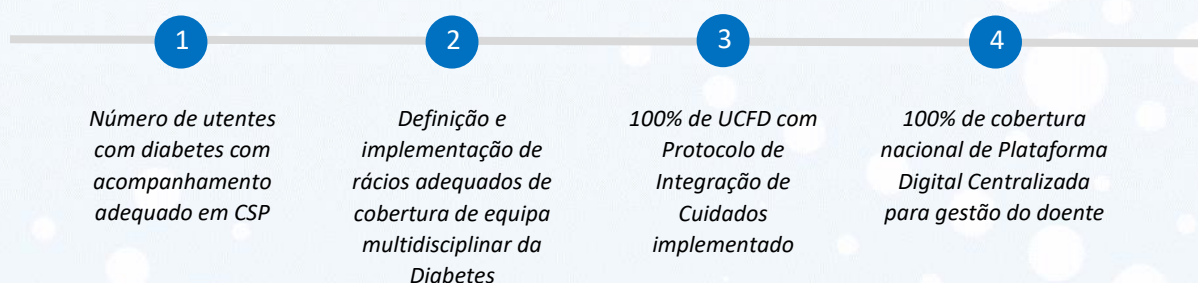 1
Número de utentes
com diabetes com
acompanhamento
adequado em CSP
2
Definição e
implementação de
rácios adequados de
cobertura de equipa
multidisciplinar da
Diabetes
3
100% de UCFD com
Protocolo de
Integração de
Cuidados
implementado
4
100% de cobertura
nacional de Plataforma
Digital Centralizada
para gestão do doente